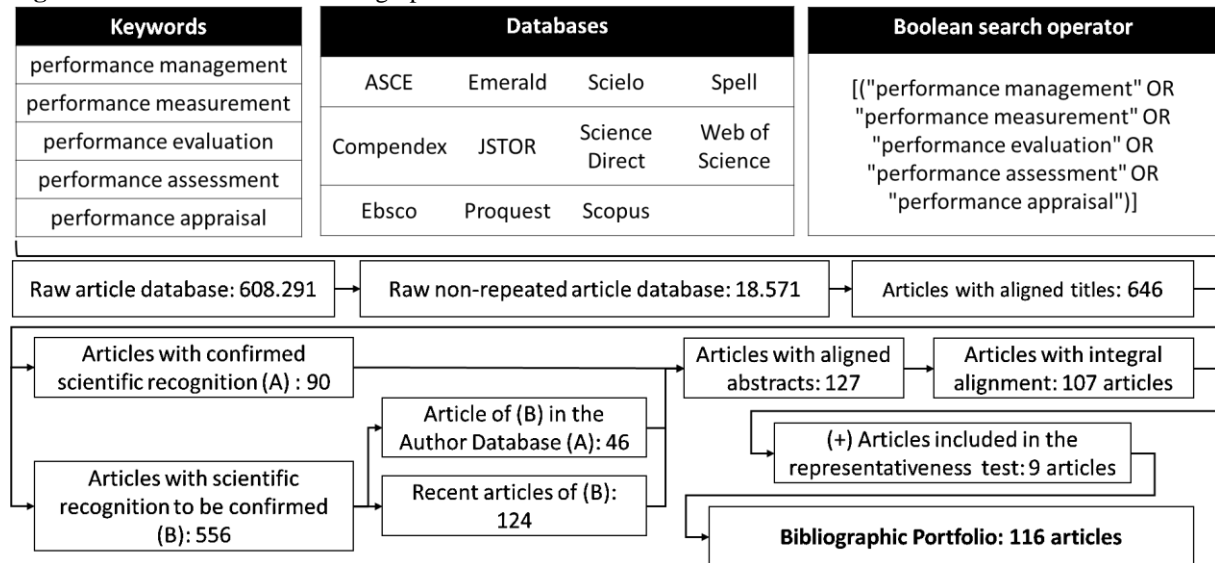 Keywords
performance management
performance measurement
performance evaluation
performance assessment
performance appraisal
Databases
ASCE Emerald Scielo Spell
Compendex JSTOR Science Direct Web of Science
Ebsco Proquest Scopus
Boolean search operator
[("performance management" OR
"performance measurement" OR
"performance evaluation" OR
"performance assessment" OR
"performance appraisal")]
Raw article database: 608.291
Raw non-repeated article database: 18.571
Articles with aligned titles: 646
Articles with confirmed
scientific recognition (A) : 90
Articles with scientific
recognition to be confirmed
(B): 556
Article of (B) in the
Author Database (A): 46
Recent articles of (B):
124
Articles with aligned
abstracts: 127
Articles with integral
alignment: 107 articles
(+) Articles included in the
representativeness test: 9 articles
Bibliographic Portfolio: 116 articles